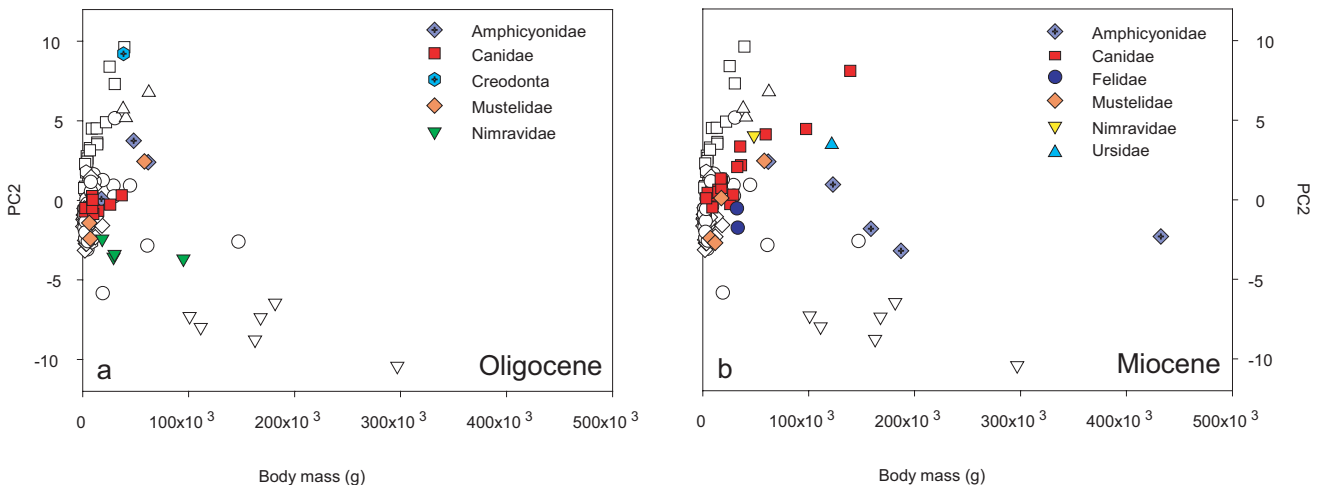 10
5
0
-5
-10
PC2
Amphicyonidae
Canidae
Creodonta
Mustelidae
Nimravidae
a
Oligocene
0
100x10 3
200x10 3
300x10 3
400x10 3
500x10 3
Body mass (g)
Amphicyonidae
Canidae
Felidae
Mustelidae
Nimravidae
Ursidae
10
5
0
-5
-10
PC2
b
Miocene
0
100x10 3
200x10 3
300x10 3
400x10 3
500x10 3
Body mass (g)